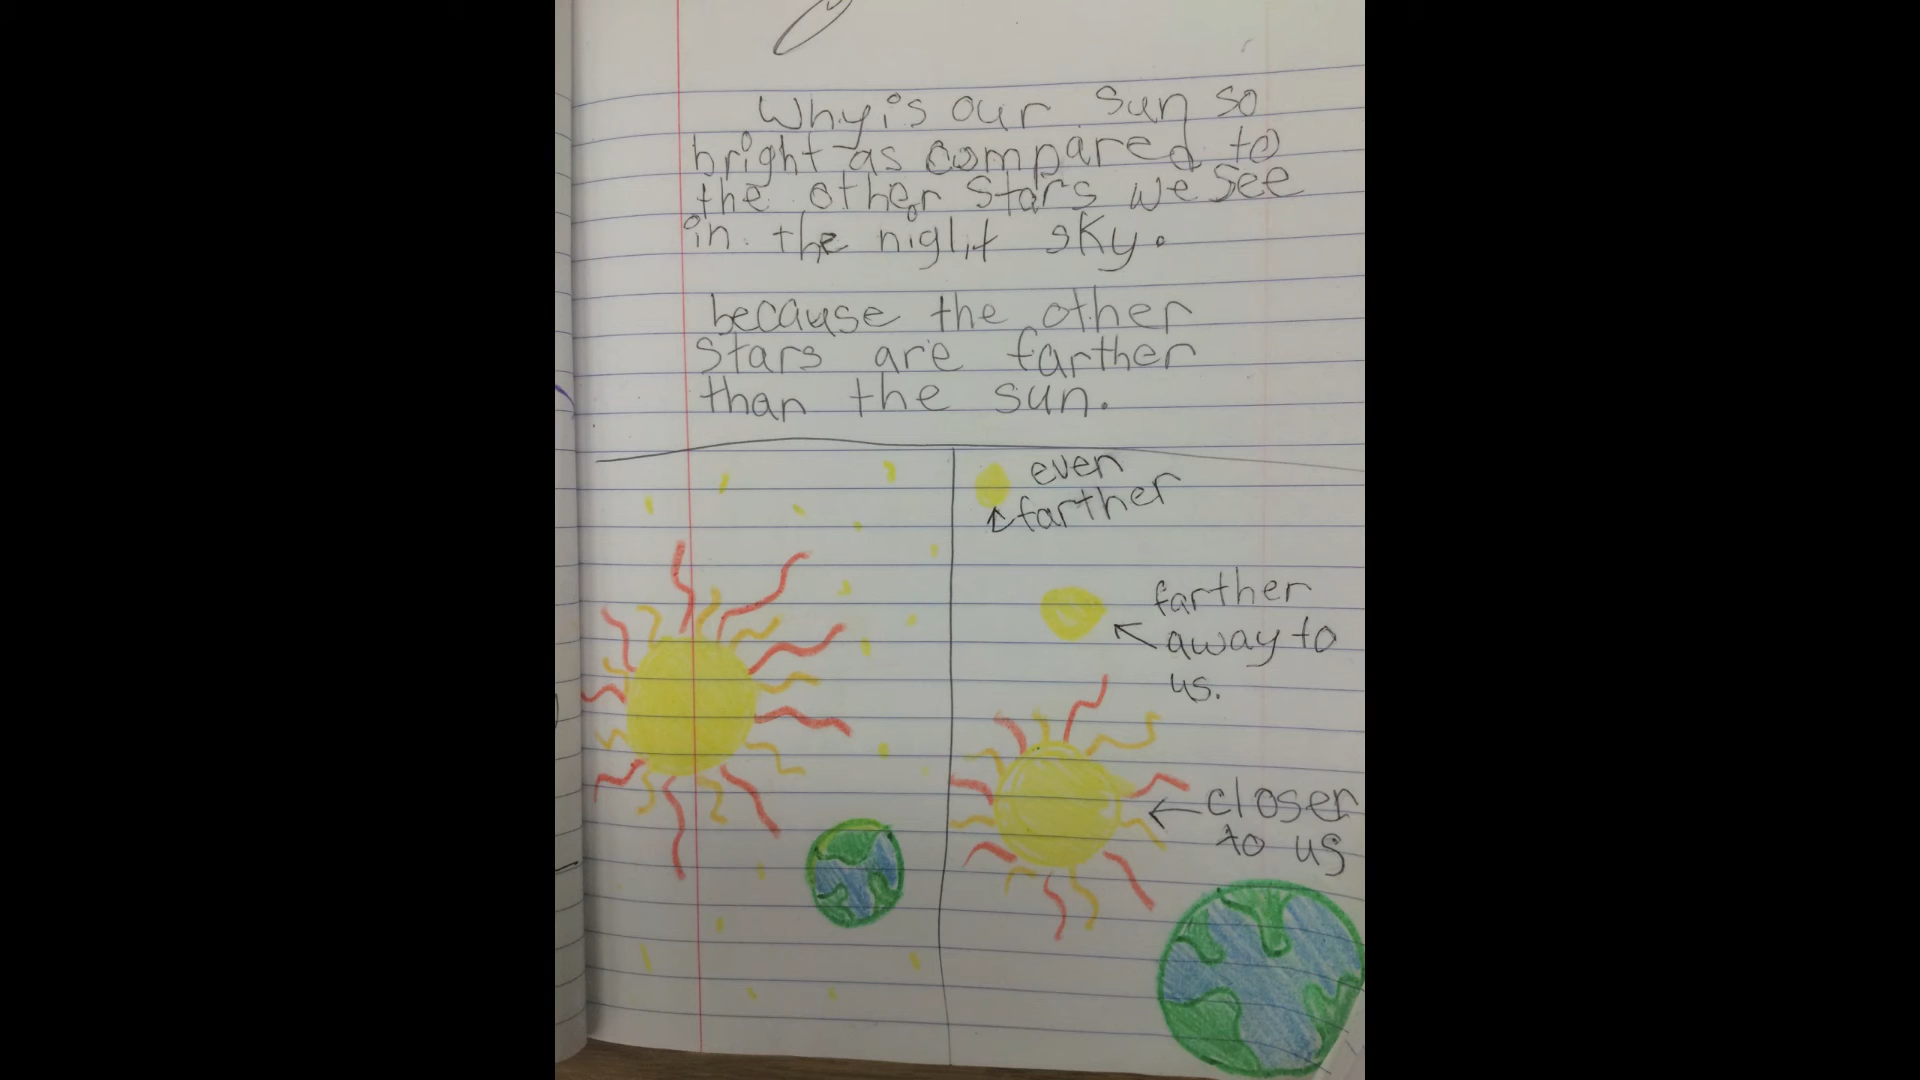 Why is our sun so
bright as compared to
the other stars we see
in the night sky.
because the other
stars are farther
than the sun.
even
farther
farther
away to
us.
closer
to us